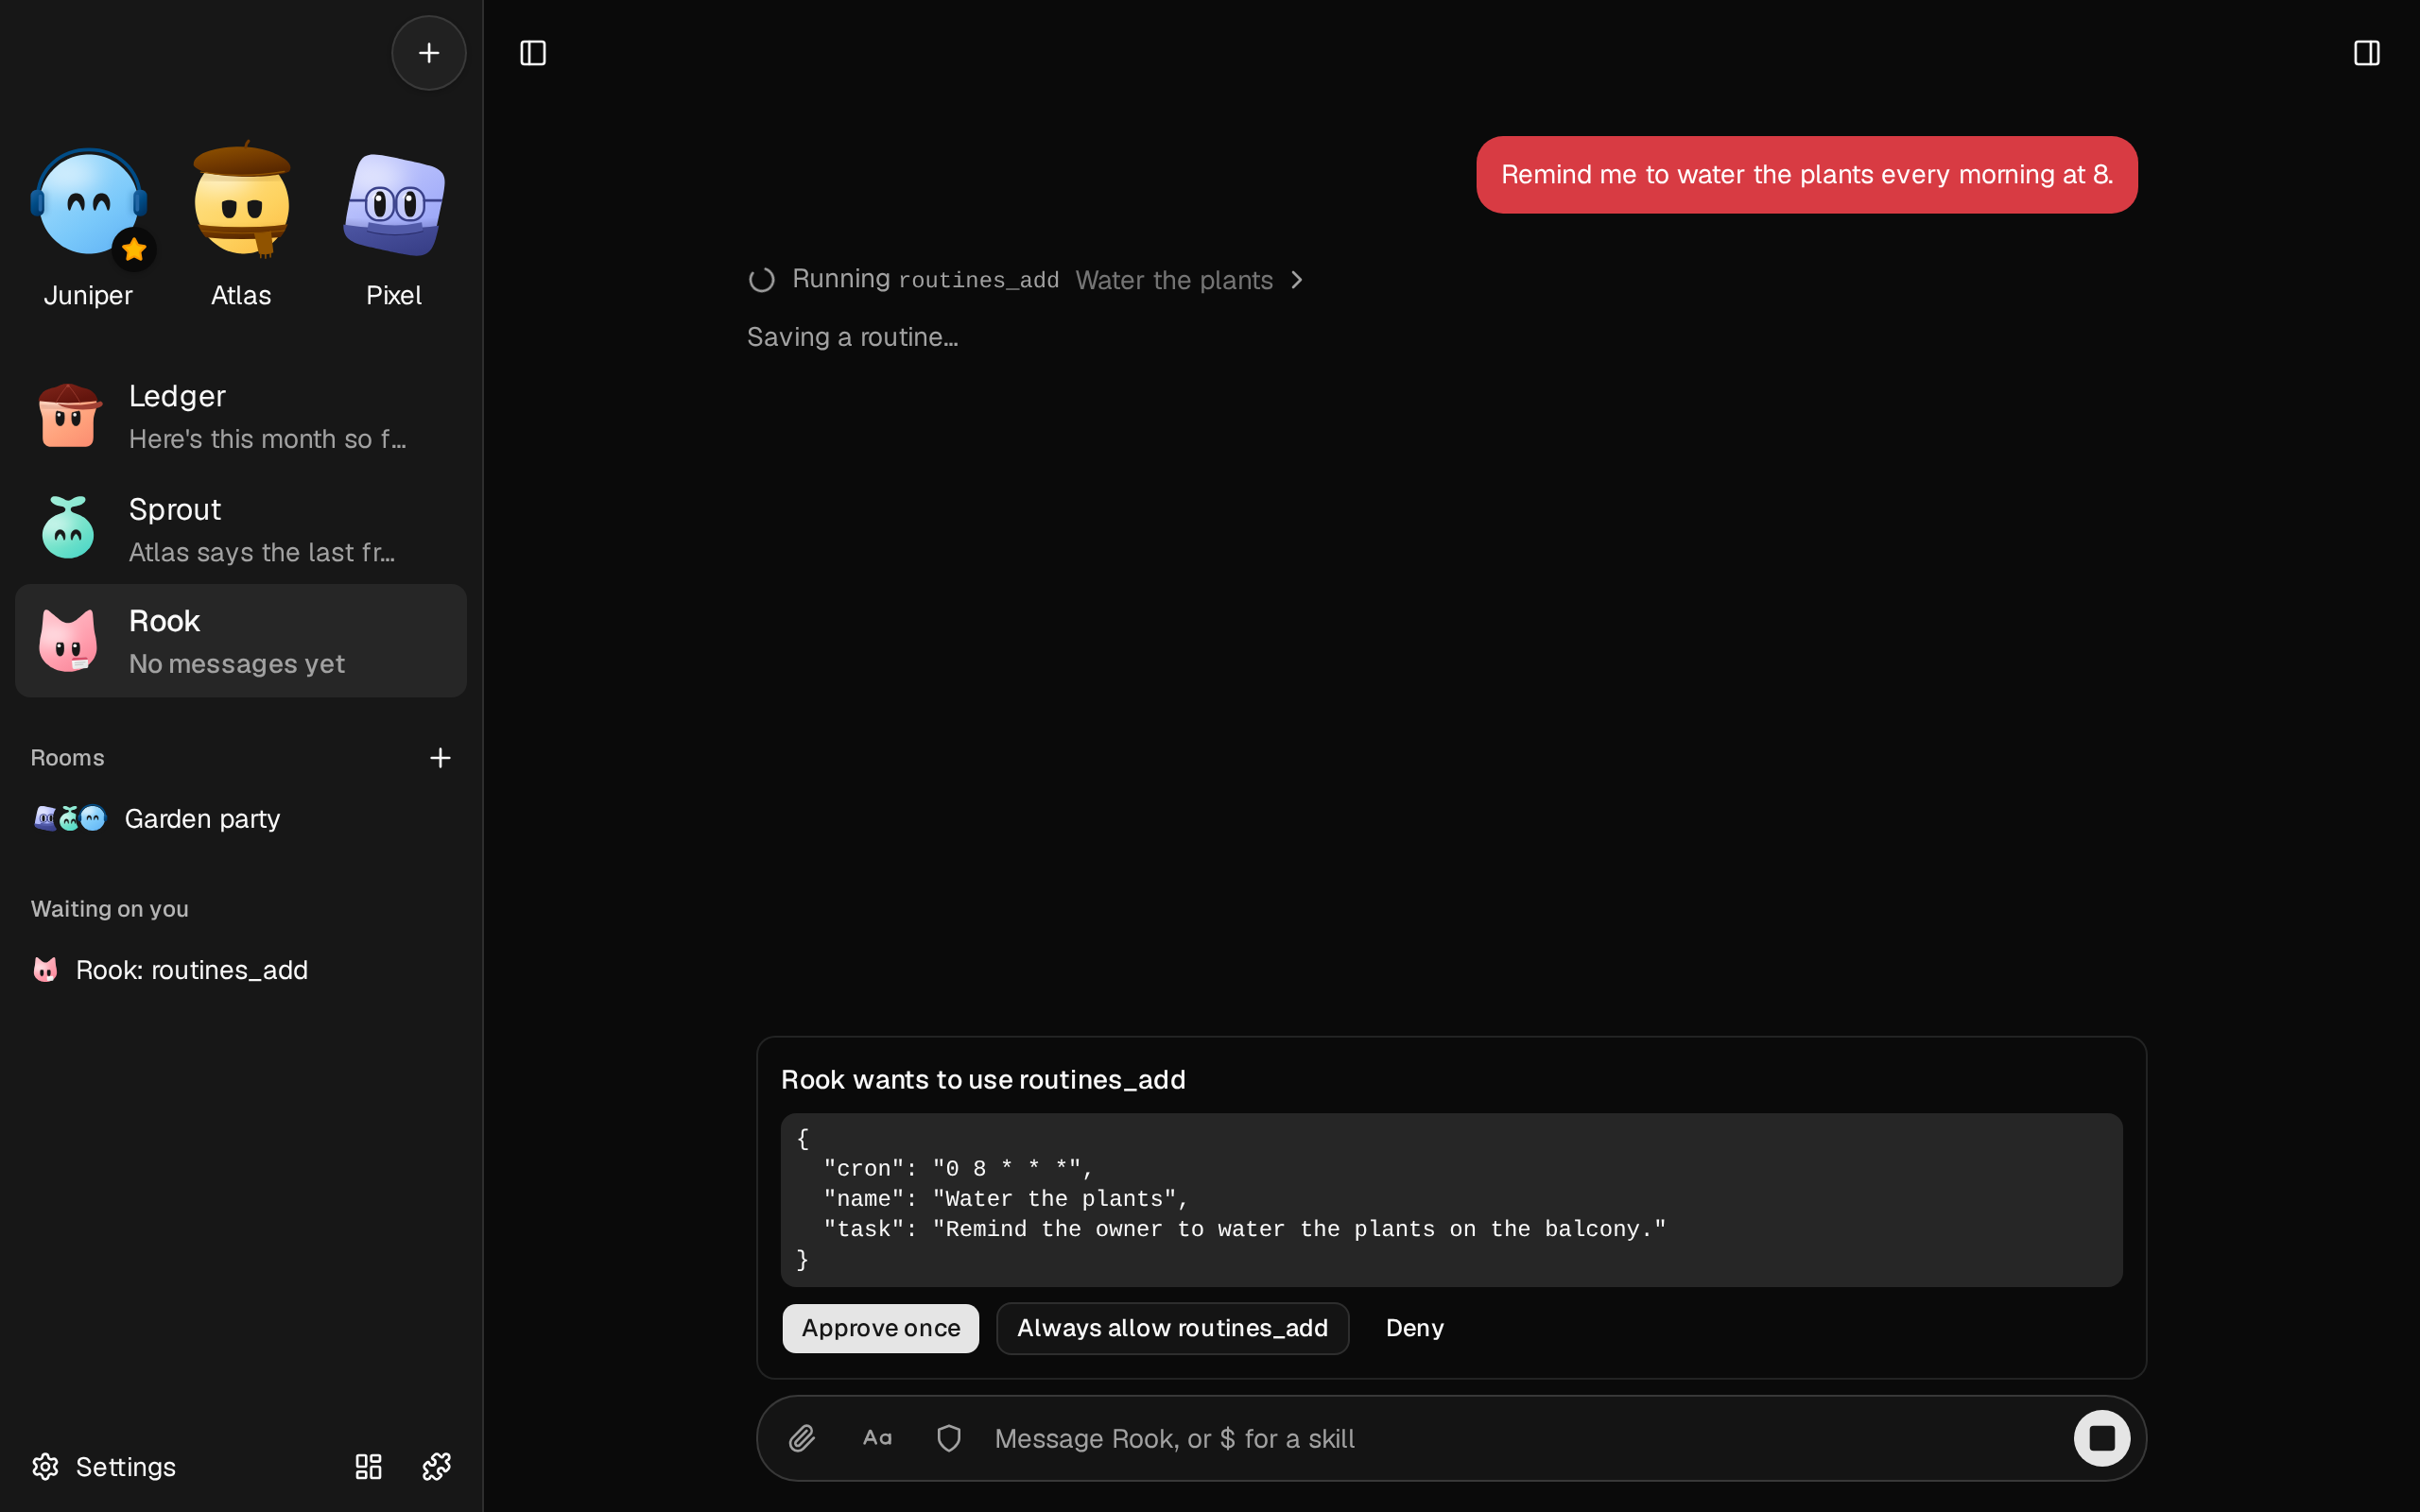 Juniper
Atlas
Pixel
Ledger
Here's this month so f...
Sprout
Atlas says the last fr...
Rook
No messages yet
Rooms
Garden party
Waiting on you
Rook: routines_add
Settings
Remind me to water the plants every morning at 8.
Running routines_add Water the plants
Saving a routine...
Rook wants to use routines_add
{
"cron": "0 8 * * *",
"name": "Water the plants",
"task": "Remind the owner to water the plants on the balcony."
}
Approve once
Always allow routines_add
Deny
Aa
Message Rook, or $ for a skill